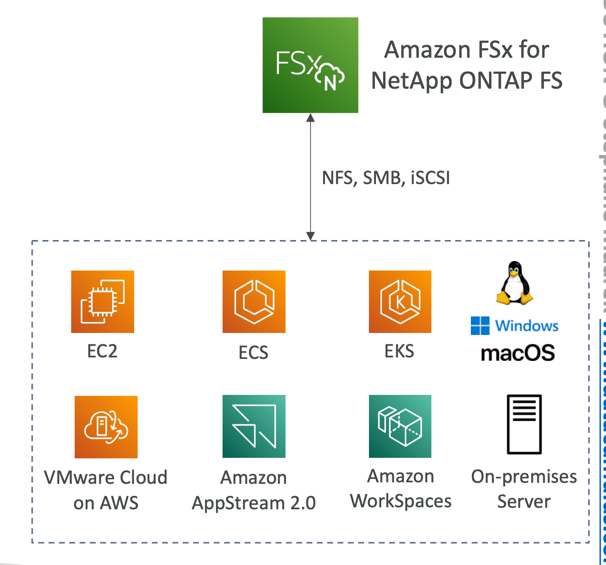 FSx
N
Amazon FSx for
NetApp ONTAP FS
NFS, SMB, iSCSI
EC2
ECS
K
EKS
Windows
macOS
VMware Cloud
on AWS
Amazon
AppStream 2.0
Amazon
WorkSpaces
On-premises
Server